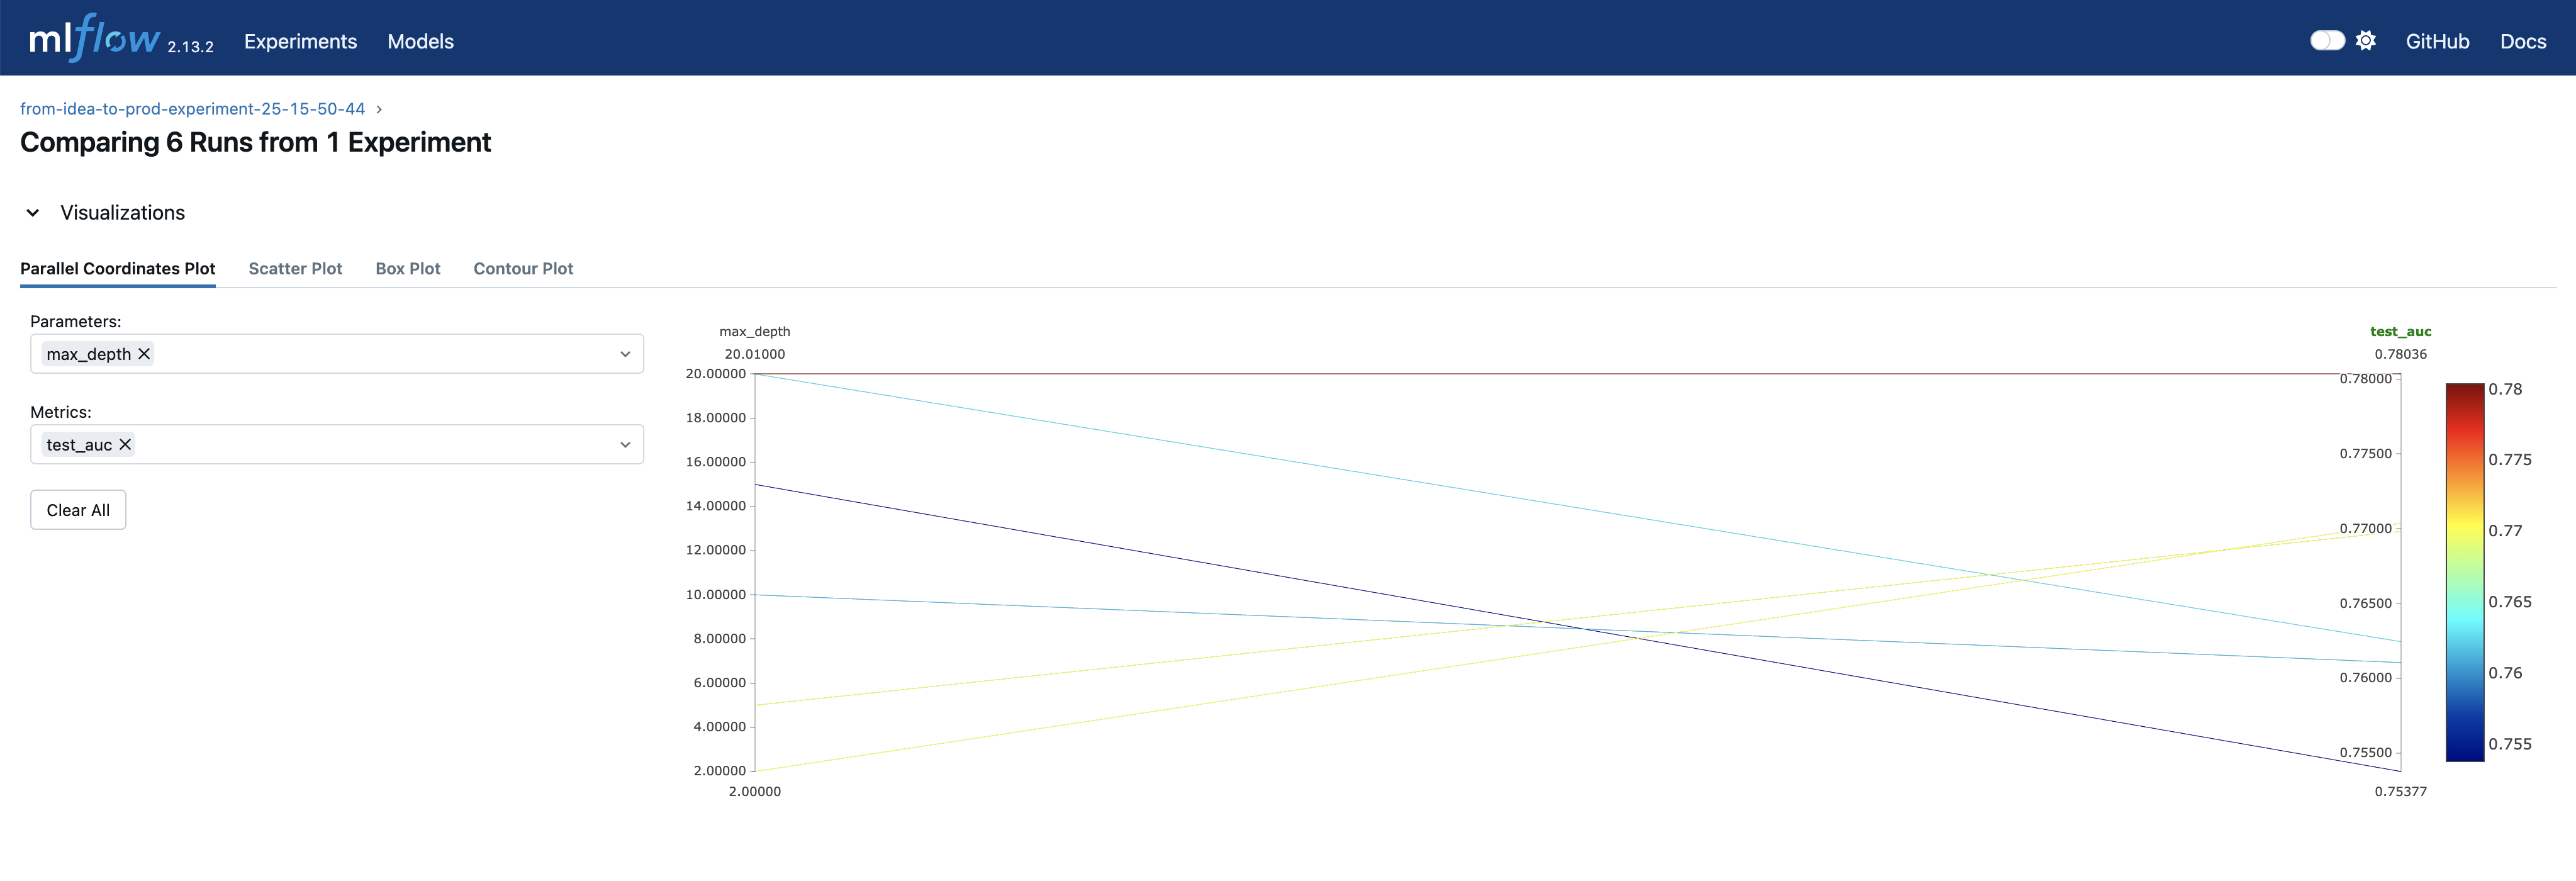 mlflow 2.13.2 Experiments Models GitHub Docs
from-idea-to-prod-experiment-25-15-50-44 >
Comparing 6 Runs from 1 Experiment
Visualizations
Parallel Coordinates Plot Scatter Plot Box Plot Contour Plot
Parameters:
max_depth
Metrics:
test_auc
Clear All
max_depth
20.01000
20.00000
18.00000
16.00000
14.00000
12.00000
10.00000
8.00000
6.00000
4.00000
2.00000
2.00000
test_auc
0.78036
0.78000
0.77500
0.77000
0.76500
0.76000
0.75500
0.75377
0.78
0.775
0.77
0.765
0.76
0.755